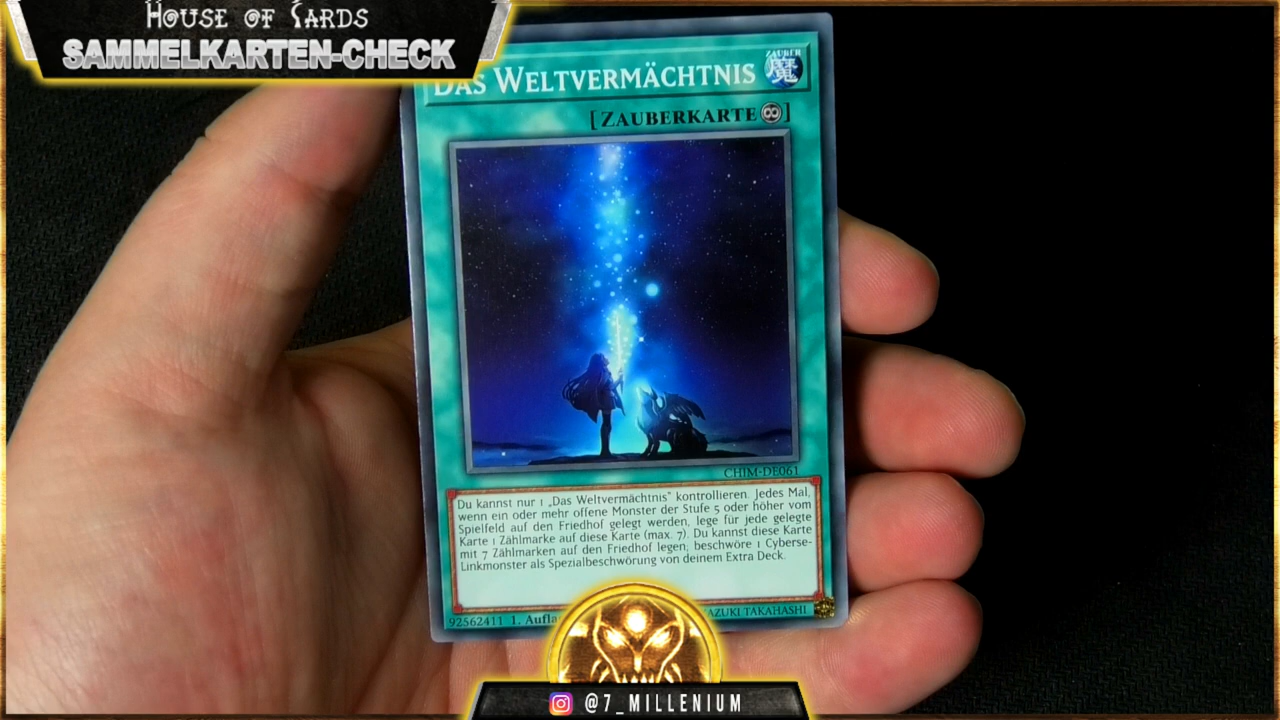 House of Cards
SAMMELKARTEN-CHECK
DAS WELTVERMÄCHTNIS
ZAUBER
魔
[ZAUBERKARTE]
CHIM-DE061
Du kannst nur 1 „Das Weltvermächtnis" kontrollieren. Jedes Mal,
wenn ein oder mehr offene Monster der Stufe 5 oder höher vom
Spielfeld auf den Friedhof gelegt werden, lege für jede gelegte
Karte 1 Zählmarke auf diese Karte (max. 7). Du kannst diese Karte
mit 7 Zählmarken auf den Friedhof legen; beschwöre 1 Cyberse-
Linkmonster als Spezialbeschwörung von deinem Extra Deck.
92562411 1. Aufla
AZUKI TAKAHASHI
@7_MILLENIUM